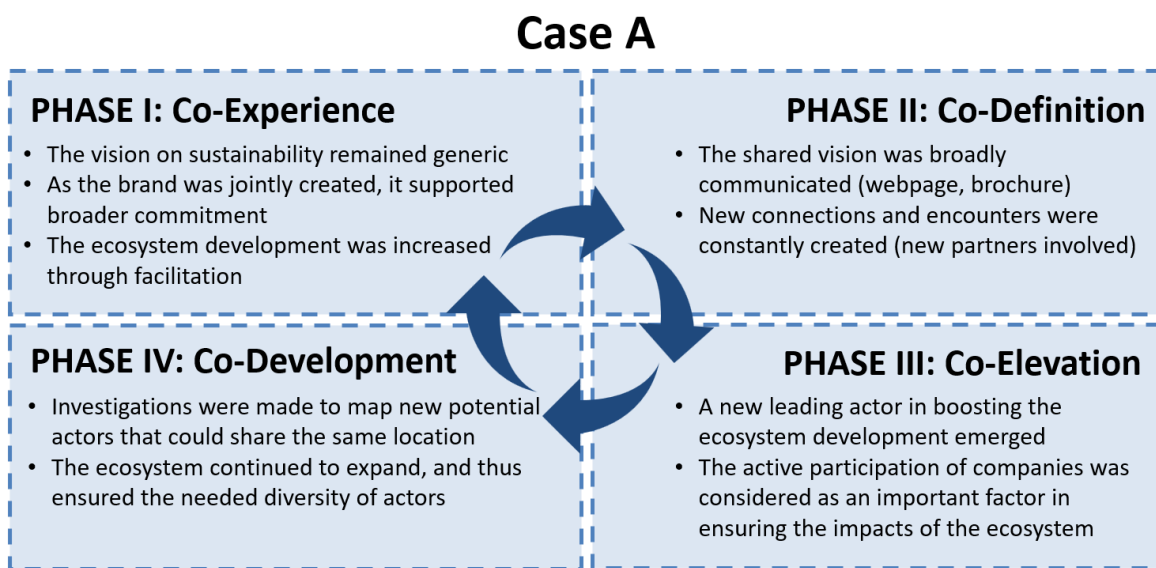 Case A
PHASE I: Co-Experience
• The vision on sustainability remained generic
• As the brand was jointly created, it supported
broader commitment
• The ecosystem development was increased
through facilitation
PHASE II: Co-Definition
• The shared vision was broadly
communicated (webpage, brochure)
• New connections and encounters were
constantly created (new partners involved)
PHASE IV: Co-Development
• Investigations were made to map new potential
actors that could share the same location
• The ecosystem continued to expand, and thus
ensured the needed diversity of actors
PHASE III: Co-Elevation
• A new leading actor in boosting the
ecosystem development emerged
• The active participation of companies was
considered as an important factor in
ensuring the impacts of the ecosystem